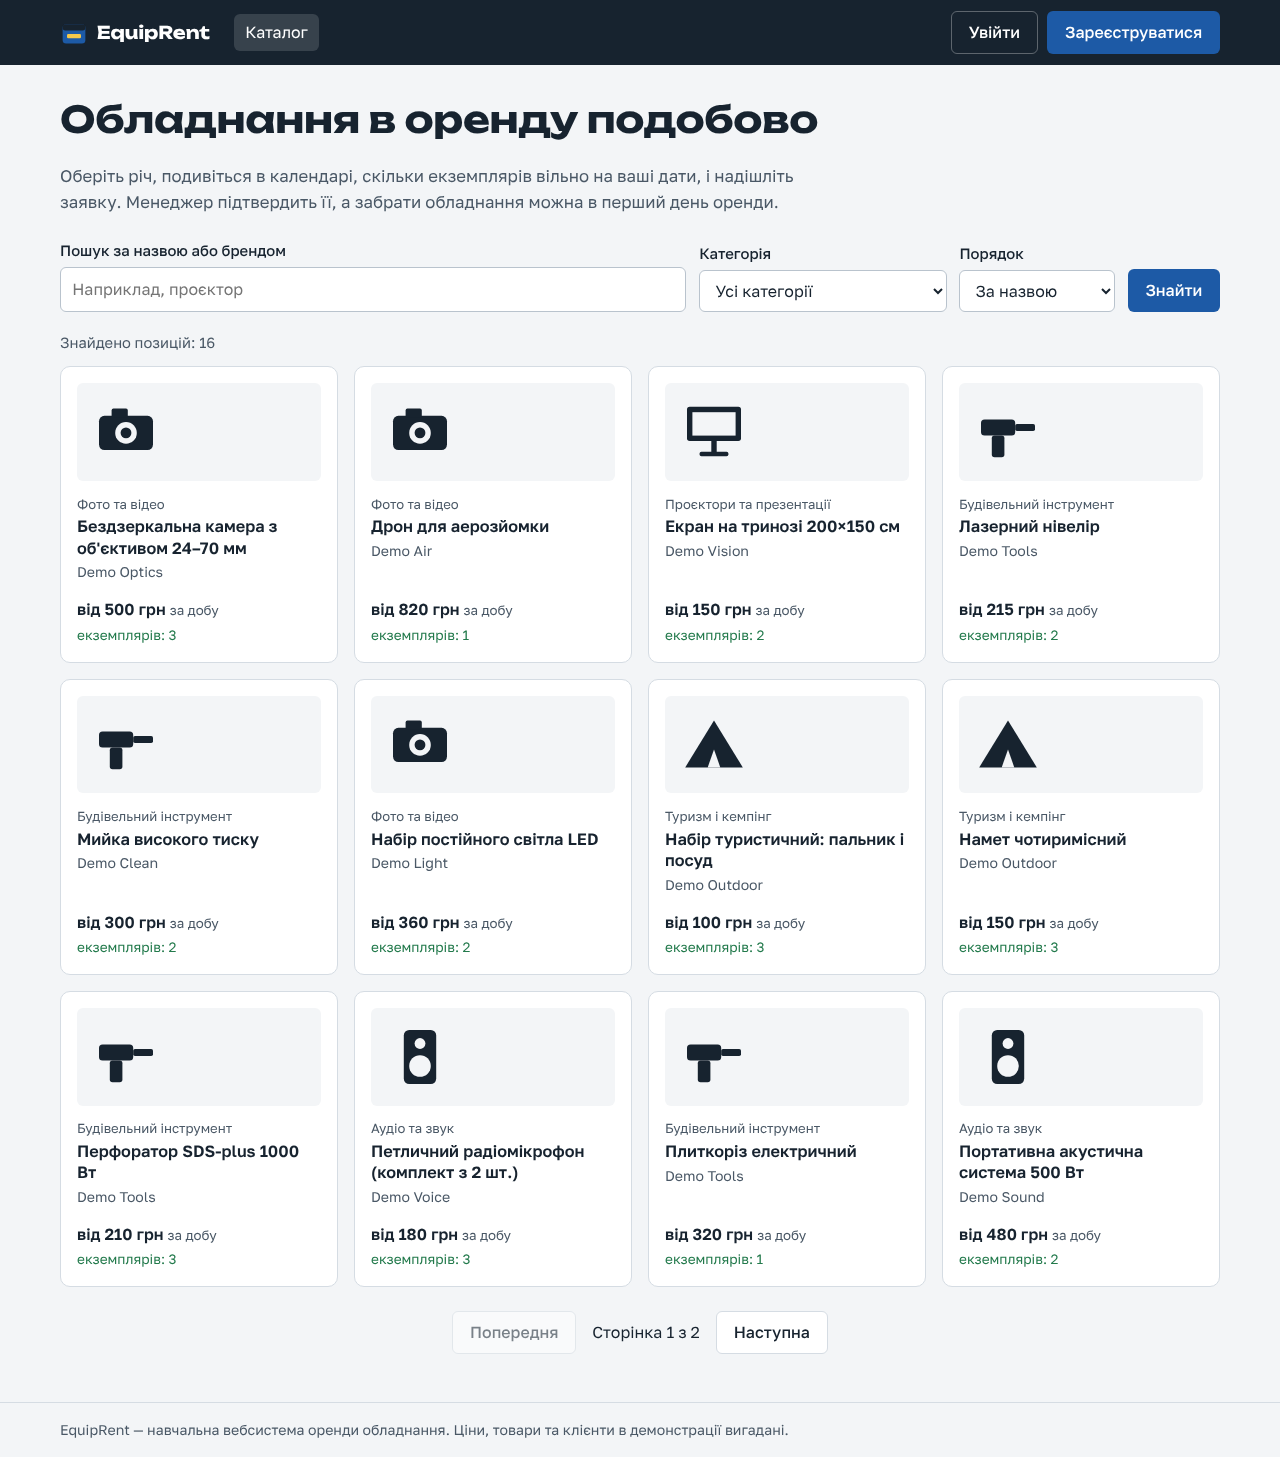 EquipRent
Каталог
Увійти
Зареєструватися
Обладнання в оренду подобово
Оберіть річ, подивіться в календарі, скільки екземплярів вільно на ваші дати, і надішліть
заявку. Менеджер підтвердить її, а забрати обладнання можна в перший день оренди.
Пошук за назвою або брендом
Категорія
Порядок
Наприклад, проєктор
Усі категорії
За назвою
Знайти
Знайдено позицій: 16
Фото та відео
Бездзеркальна камера з
об'єктивом 24–70 мм
Demo Optics
від 500 грн за добу
екземплярів: 3
Фото та відео
Дрон для аерозйомки
Demo Air
від 820 грн за добу
екземплярів: 1
Проєктори та презентації
Екран на тринозі 200×150 см
Demo Vision
від 150 грн за добу
екземплярів: 2
Будівельний інструмент
Лазерний нівелір
Demo Tools
від 215 грн за добу
екземплярів: 2
Будівельний інструмент
Мийка високого тиску
Demo Clean
від 300 грн за добу
екземплярів: 2
Фото та відео
Набір постійного світла LED
Demo Light
від 360 грн за добу
екземплярів: 2
Туризм і кемпінг
Набір туристичний: пальник і
посуд
Demo Outdoor
від 100 грн за добу
екземплярів: 3
Туризм і кемпінг
Намет чотиримісний
Demo Outdoor
від 150 грн за добу
екземплярів: 3
Будівельний інструмент
Перфоратор SDS-plus 1000
Вт
Demo Tools
від 210 грн за добу
екземплярів: 3
Аудіо та звук
Петличний радіомікрофон
(комплект з 2 шт.)
Demo Voice
від 180 грн за добу
екземплярів: 3
Будівельний інструмент
Плиткоріз електричний
Demo Tools
від 320 грн за добу
екземплярів: 1
Аудіо та звук
Портативна акустична
система 500 Вт
Demo Sound
від 480 грн за добу
екземплярів: 2
Попередня
Сторінка 1 з 2
Наступна
EquipRent — навчальна вебсистема оренди обладнання. Ціни, товари та клієнти в демонстрації вигадані.